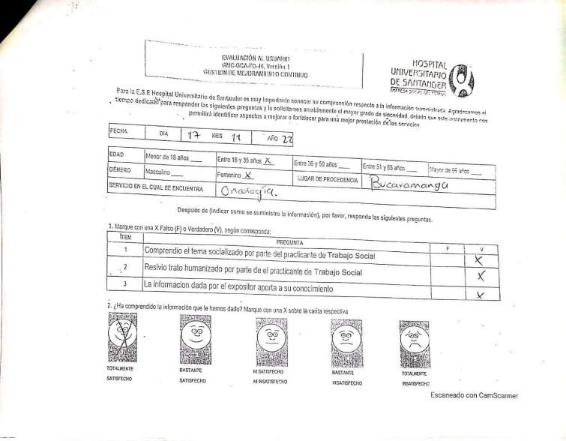 EVALUACIÓN AL USUARIO
GESTIÓN DE MEJORAMIENTO CONTINUO
HOSPITAL
UNIVERSITARIO
DE SANTANDER
Para la E.S.E Hospital Universitario de Santander es muy importante conocer su comprensión respecto a la información suministrada. Agradecemos el
tiempo dedicado para responder las siguientes preguntas y le solicitamos amablemente el mayor grado de sinceridad, debido que este instrumento nos
permitirá identificar aspectos a mejorar o fortalecer para una mejor prestación de los servicios
FECHA DIA 17 MES 11 AÑO 22
EDAD Menor de 18 años ___ Entre 18 y 35 años X Entre 36 y 50 años ___ Entre 51 y 65 años ___ Mayor de 65 años ___
GÉNERO Masculino ___ Femenino X LUGAR DE PROCEDENCIA Bucaramanga
SERVICIO EN EL CUAL SE ENCUENTRA Oncología.
Después de (indicar como se suministro la información), por favor, responda las siguientes preguntas.
1. Marque con una X Falso (F) o Verdadero (V), según corresponda:
ÍTEM PREGUNTA F V
1 Comprendio el tema socializado por parte del practicante de Trabajo Social X
2 Resivio trato humanizado por parte de el practicante de Trabajo Social X
3 La informacion dada por el expositor aporta a su conocimiento X
2. ¿Ha comprendido la información que le hemos dado? Marque con una X sobre la carita respectiva
TOTALMENTE BASTANTE NI SATISFECHO BASTANTE TOTALMENTE
SATISFECHO SATISFECHO NI INSATISFECHO INSATISFECHO INSATISFECHO
Escaneado con CamScanner